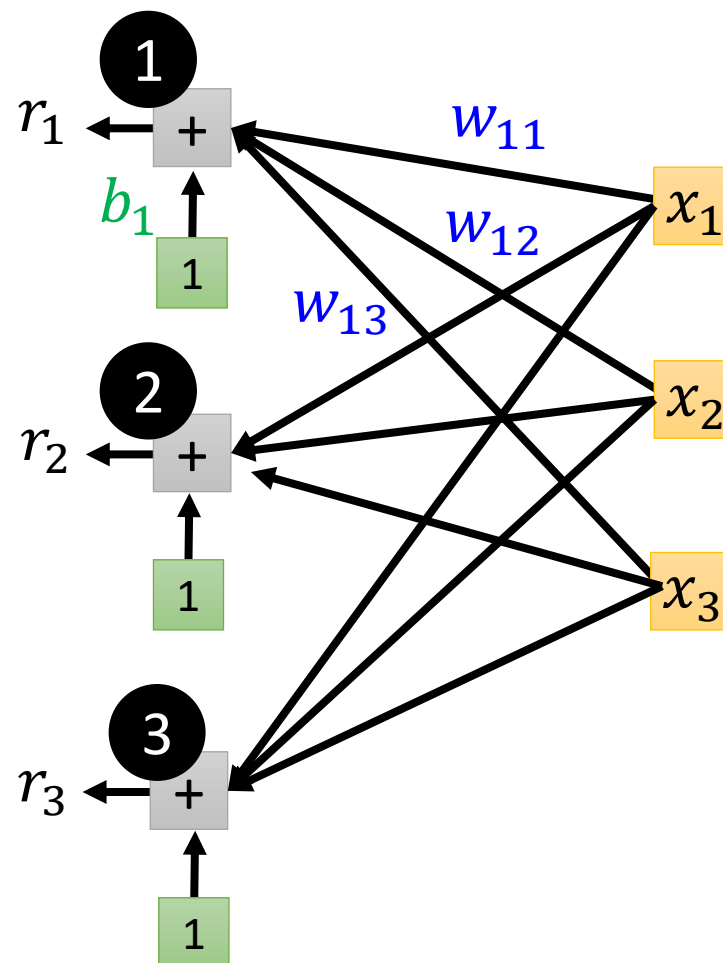 1
r₁
+
w₁₁
b₁
x₁
w₁₂
1
w₁₃
2
x₂
r₂
+
1
x₃
3
r₃
+
1